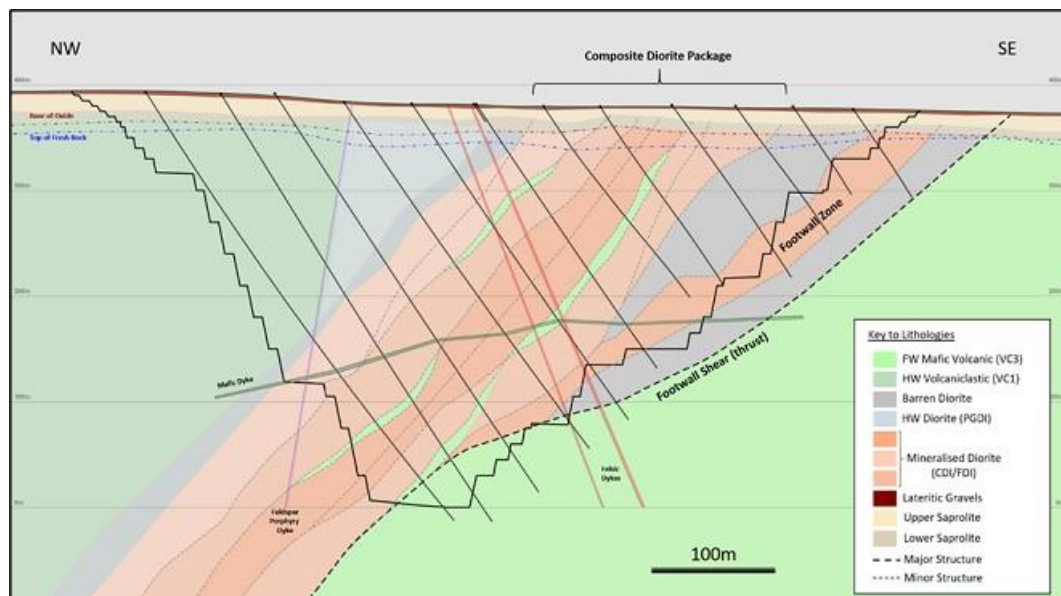 NW
SE
Composite Diorite Package
400m
400m
Base of Oxide
Top of Fresh Rock
Footwall Zone
Footwall Shear (thrust)
Mafic Dyke
Felsic
Dykes
Feldspar
Porphyry
Dyke
100m
Key to Lithologies
FW Mafic Volcanic (VC3)
HW Volcaniclastic (VC1)
Barren Diorite
HW Diorite (PGDI)
Mineralised Diorite
(CDI/FDI)
Lateritic Gravels
Upper Saprolite
Lower Saprolite
Major Structure
Minor Structure